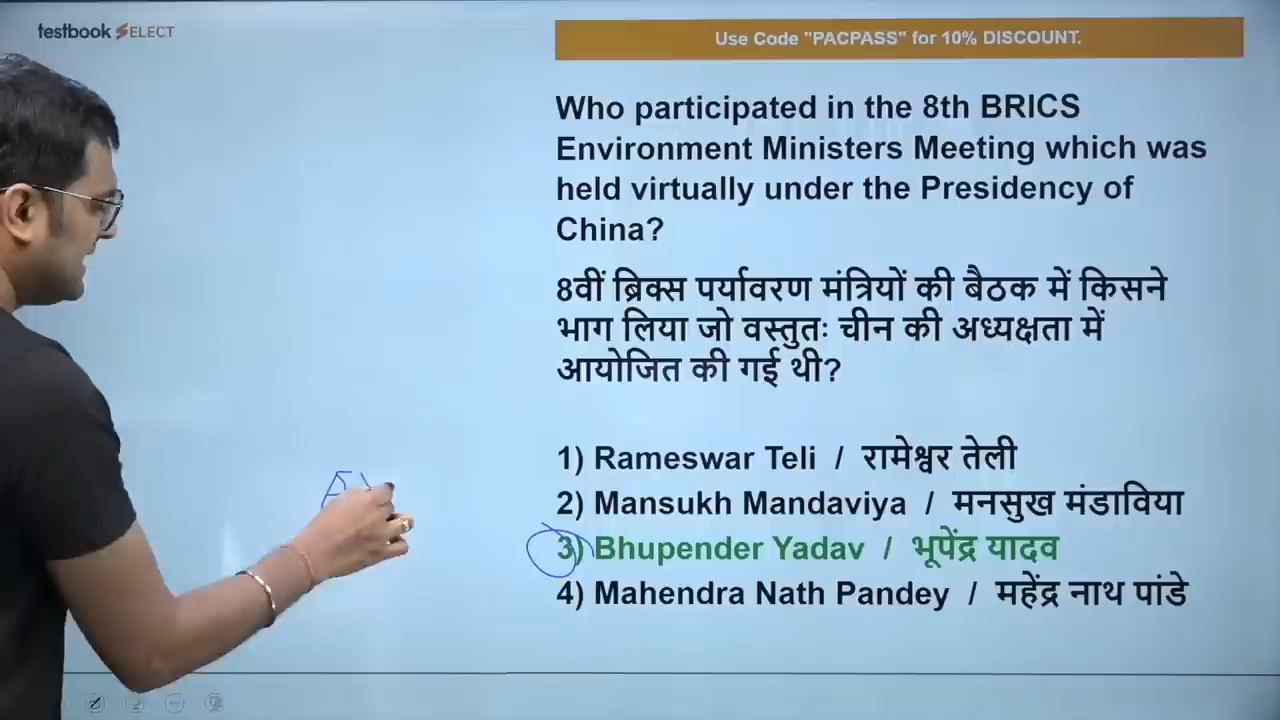 testbook SELECT
Use Code "PACPASS" for 10% DISCOUNT.
Who participated in the 8th BRICS
Environment Ministers Meeting which was
held virtually under the Presidency of
China?
8वीं ब्रिक्स पर्यावरण मंत्रियों की बैठक में किसने
भाग लिया जो वस्तुतः चीन की अध्यक्षता में
आयोजित की गई थी?
1) Rameswar Teli / रामेश्वर तेली
2) Mansukh Mandaviya / मनसुख मंडाविया
3) Bhupender Yadav / भूपेंद्र यादव
4) Mahendra Nath Pandey / महेंद्र नाथ पांडे